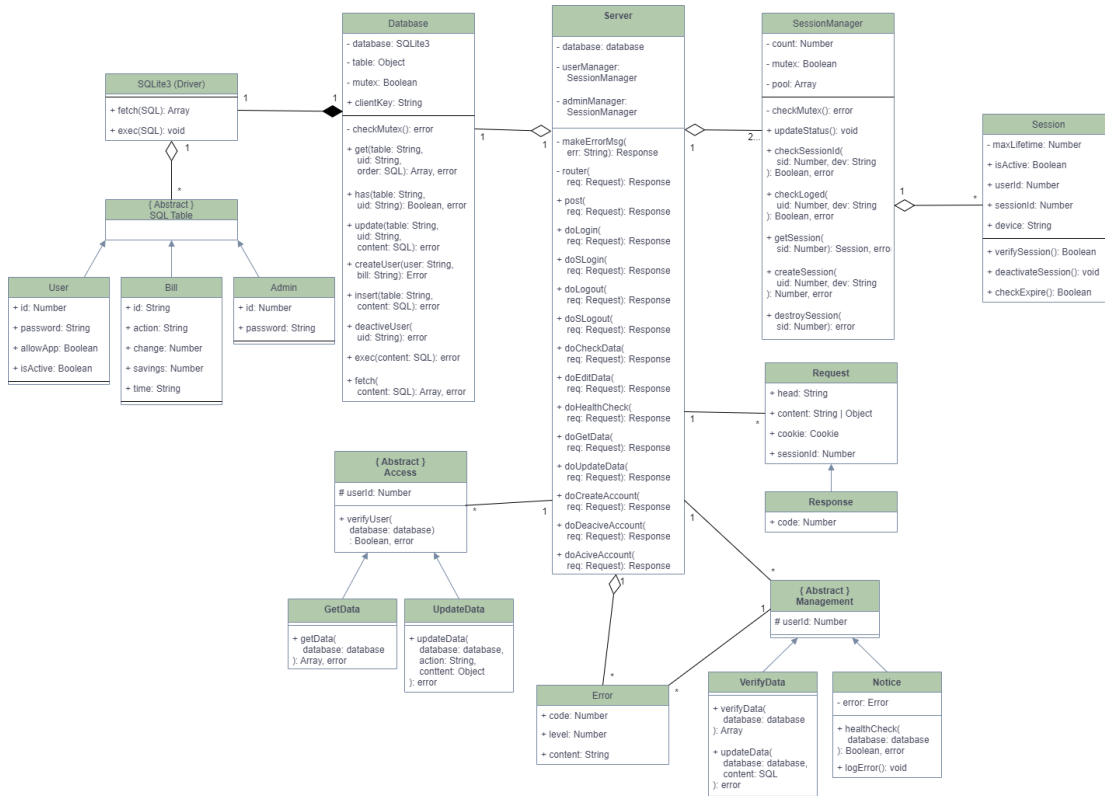 Database
- database: SQLite3
- table: Object
- mutex: Boolean
+ clientKey: String
- checkMutex(): error
+ get(table: String,
uid: String,
order: SQL): Array, error
+ has(table: String,
uid: String): Boolean, error
+ update(table: String,
uid: String,
content: SQL): error
+ createUser(user: String,
bill: String): Error
+ insert(table: String,
content: SQL): error
+ deactiveUser(
uid: String): error
+ exec(content: SQL): error
+ fetch(
content: SQL): Array, error
Server
- database: database
- userManager:
SessionManager
- adminManager:
SessionManager
- makeErrorMsg(
err: String): Response
- router(
req: Request): Response
+ post(
req: Request): Response
+ doLogin(
req: Request): Response
+ doSLogin(
req: Request): Response
+ doLogout(
req: Request): Response
+ doSLogout(
req: Request): Response
+ doCheckData(
req: Request): Response
+ doEditData(
req: Request): Response
+ doHealthCheck(
req: Request): Response
+ doGetData(
req: Request): Response
+ doUpdateData(
req: Request): Response
+ doCreateAccount(
req: Request): Response
+ doDeaciveAccount(
req: Request): Response
+ doAciveAccount(
req: Request): Response
SessionManager
- count: Number
- mutex: Boolean
- pool: Array
- checkMutex(): error
+ updateStatus(): void
+ checkSessionId(
sid: Number, dev: String
): Boolean, error
+ checkLoged(
uid: Number, dev: String
): Boolean, error
+ getSession(
sid: Number): Session, erro
+ createSession(
uid: Number, dev: String
): Number, error
+ destroySession(
sid: Number): error
SQLite3 (Driver)
+ fetch(SQL): Array
+ exec(SQL): void
1
1
1
*
{ Abstract }
SQL Table
User
+ id: Number
+ password: String
+ allowApp: Boolean
+ isActive: Boolean
Bill
+ id: String
+ action: String
+ change: Number
+ savings: Number
+ time: String
Admin
+ id: Number
+ password: String
1
1
1
2...
1
*
Session
- maxLifetime: Number
+ isActive: Boolean
+ userId: Number
+ sessionId: Number
+ device: String
+ verifySession(): Boolean
+ deactivateSession(): void
+ checkExpire(): Boolean
Request
+ head: String
+ content: String | Object
+ cookie: Cookie
+ sessionId: Number
1
*
Response
+ code: Number
{ Abstract }
Access
# userId: Number
+ verifyUser(
database: database)
: Boolean, error
*
1
1
*
GetData
+ getData(
database: database
): Array, error
UpdateData
+ updateData(
database: database,
action: String,
conttent: Object
): error
1
*
1
*
Error
+ code: Number
+ level: Number
+ content: String
{ Abstract }
Management
# userId: Number
VerifyData
+ verifyData(
database: database
): Array
+ updateData(
database: database,
content: SQL
): error
Notice
- error: Error
+ healthCheck(
database: database
): Boolean, error
+ logError(): void